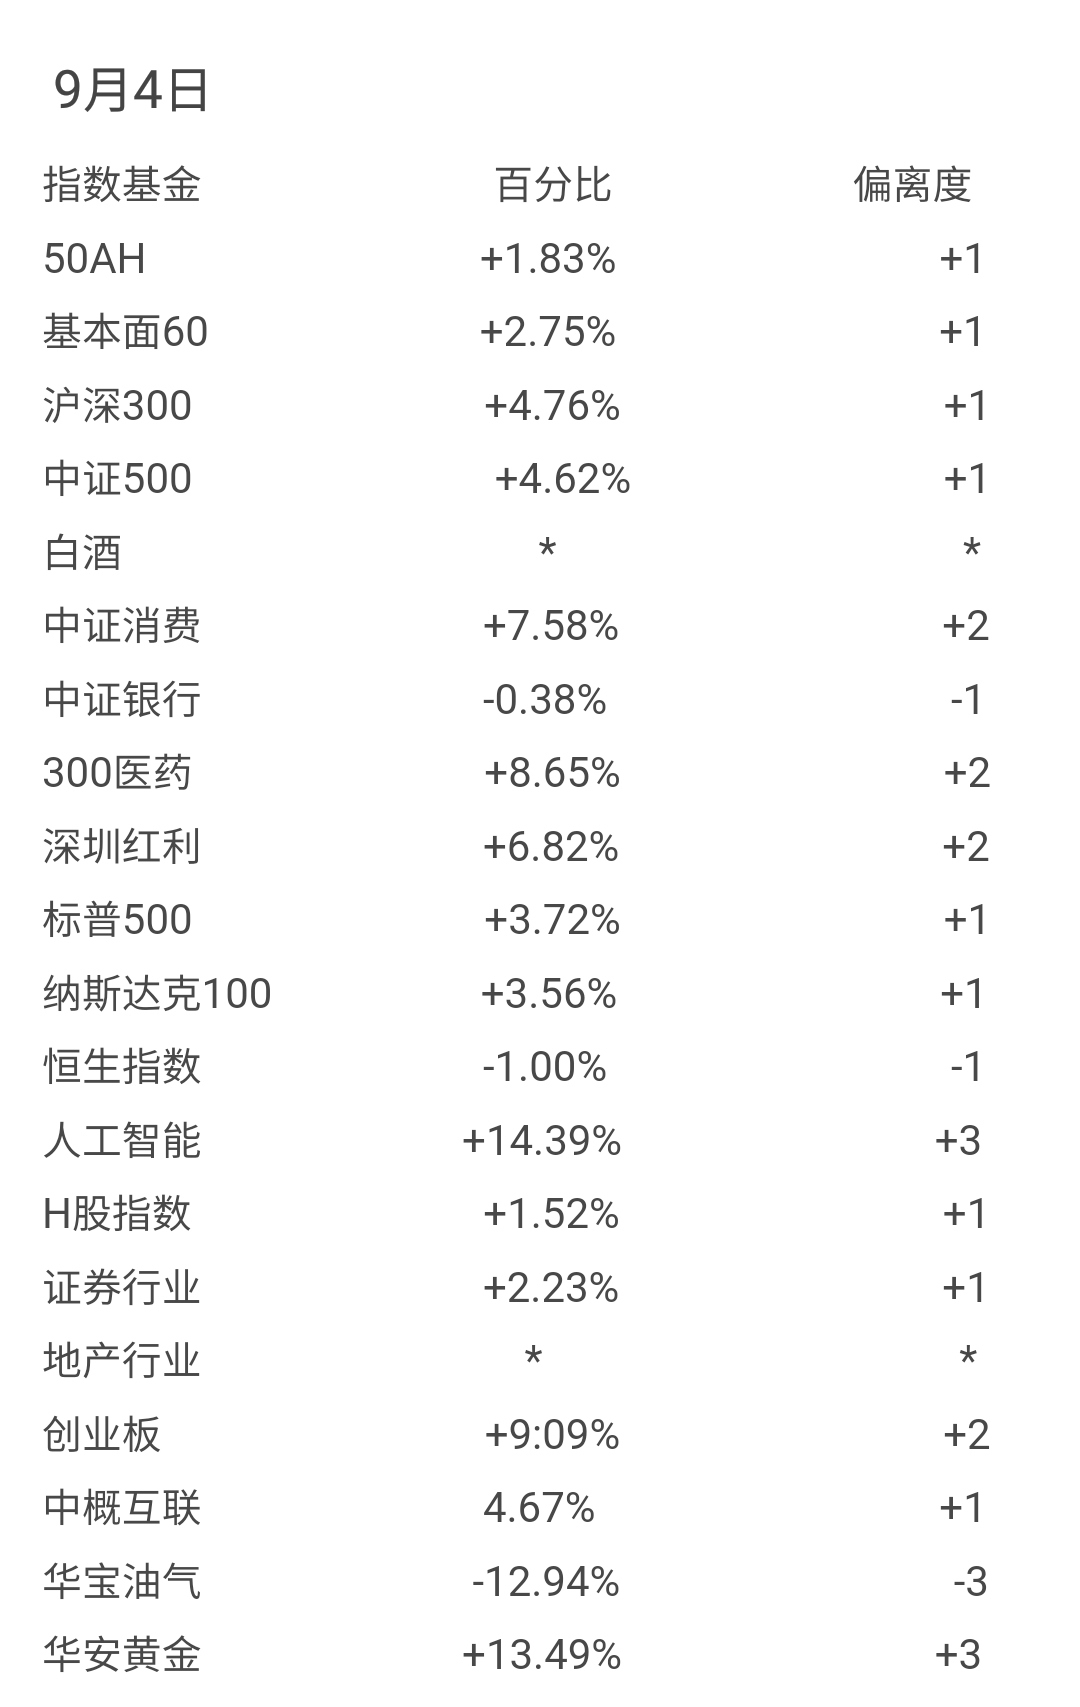 9月4日
指数基金 百分比 偏离度
50AH +1.83% +1
基本面60 +2.75% +1
沪深300 +4.76% +1
中证500 +4.62% +1
白酒 * *
中证消费 +7.58% +2
中证银行 -0.38% -1
300医药 +8.65% +2
深圳红利 +6.82% +2
标普500 +3.72% +1
纳斯达克100 +3.56% +1
恒生指数 -1.00% -1
人工智能 +14.39% +3
H股指数 +1.52% +1
证券行业 +2.23% +1
地产行业 * *
创业板 +9:09% +2
中概互联 4.67% +1
华宝油气 -12.94% -3
华安黄金 +13.49% +3